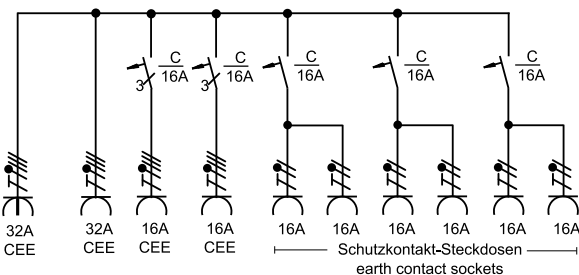 C C C C C
16A 16A 16A 16A 16A
3 3
32A 32A 16A 16A 16A 16A 16A 16A 16A 16A
CEE CEE CEE CEE
Schutzkontakt-Steckdosen
earth contact sockets